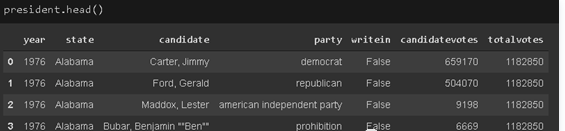 president.head()
year state candidate party writein candidatevotes totalvotes
0 1976 Alabama Carter, Jimmy democrat False 659170 1182850
1 1976 Alabama Ford, Gerald republican False 504070 1182850
2 1976 Alabama Maddox, Lester american independent party False 9198 1182850
3 1976 Alabama Bubar, Benjamin ""Ben"" prohibition False 6669 1182850